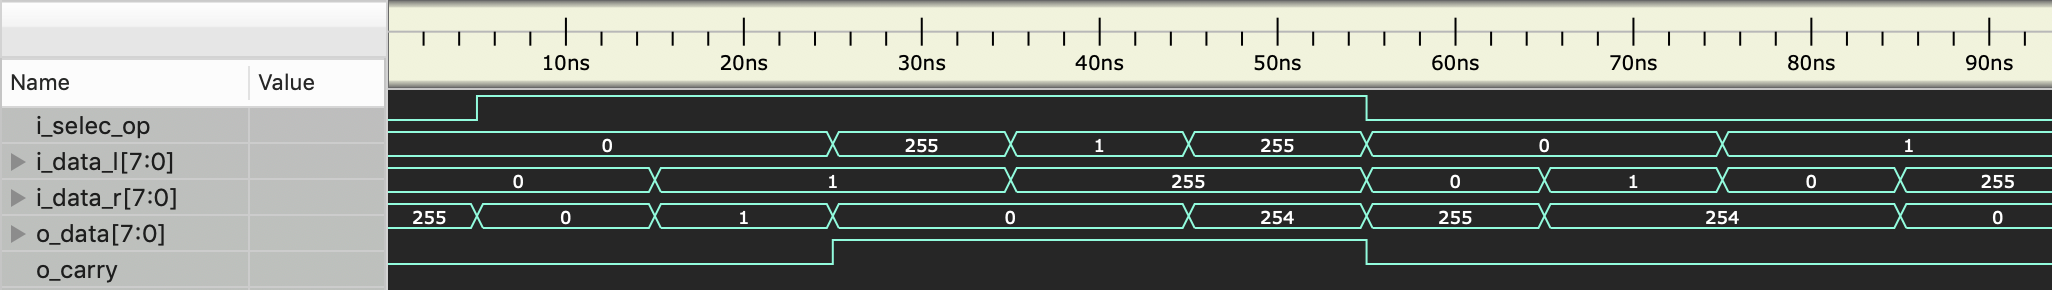 10ns 20ns 30ns 40ns 50ns 60ns 70ns 80ns 90ns
Name Value
i_selec_op
i_data_l[7:0] 0 255 1 255 0 1
i_data_r[7:0] 0 1 255 0 1 0 255
o_data[7:0] 255 0 1 0 254 255 254 0
o_carry